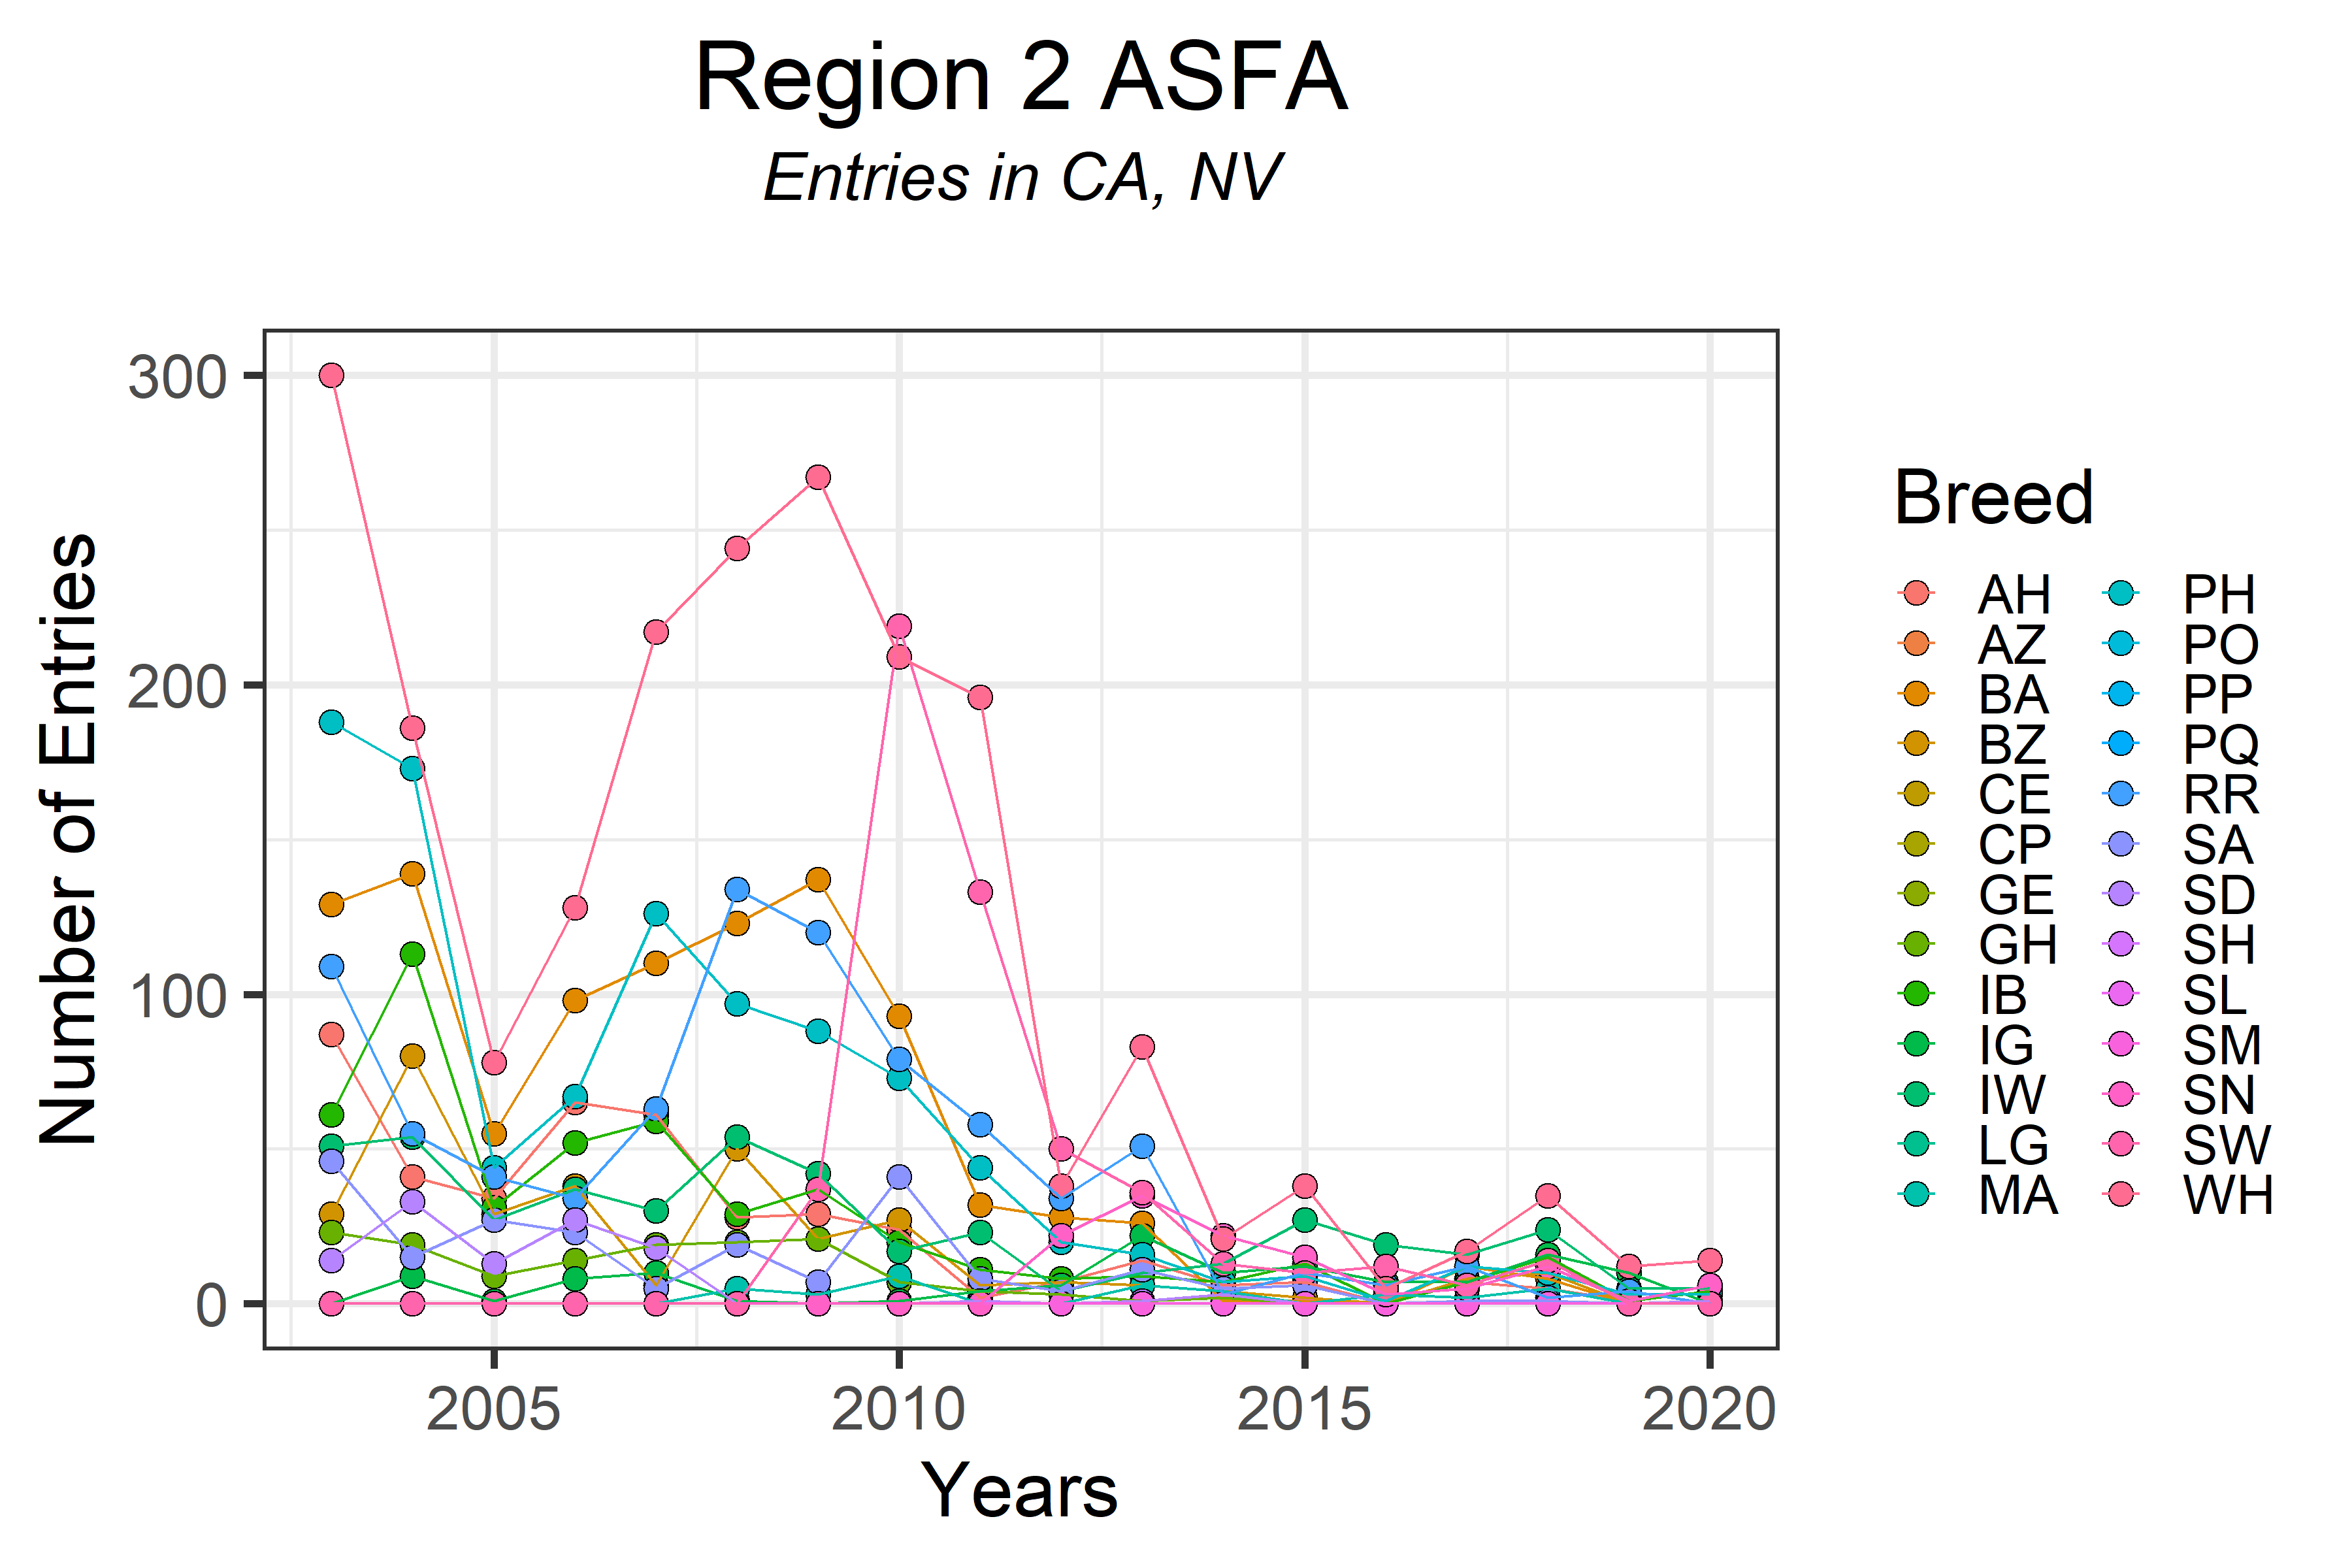 Region 2 ASFA
Entries in CA, NV
Number of Entries
300
200
100
0
2005
2010
2015
2020
Years
Breed
AH
AZ
BA
BZ
CE
CP
GE
GH
IB
IG
IW
LG
MA
PH
PO
PP
PQ
RR
SA
SD
SH
SL
SM
SN
SW
WH